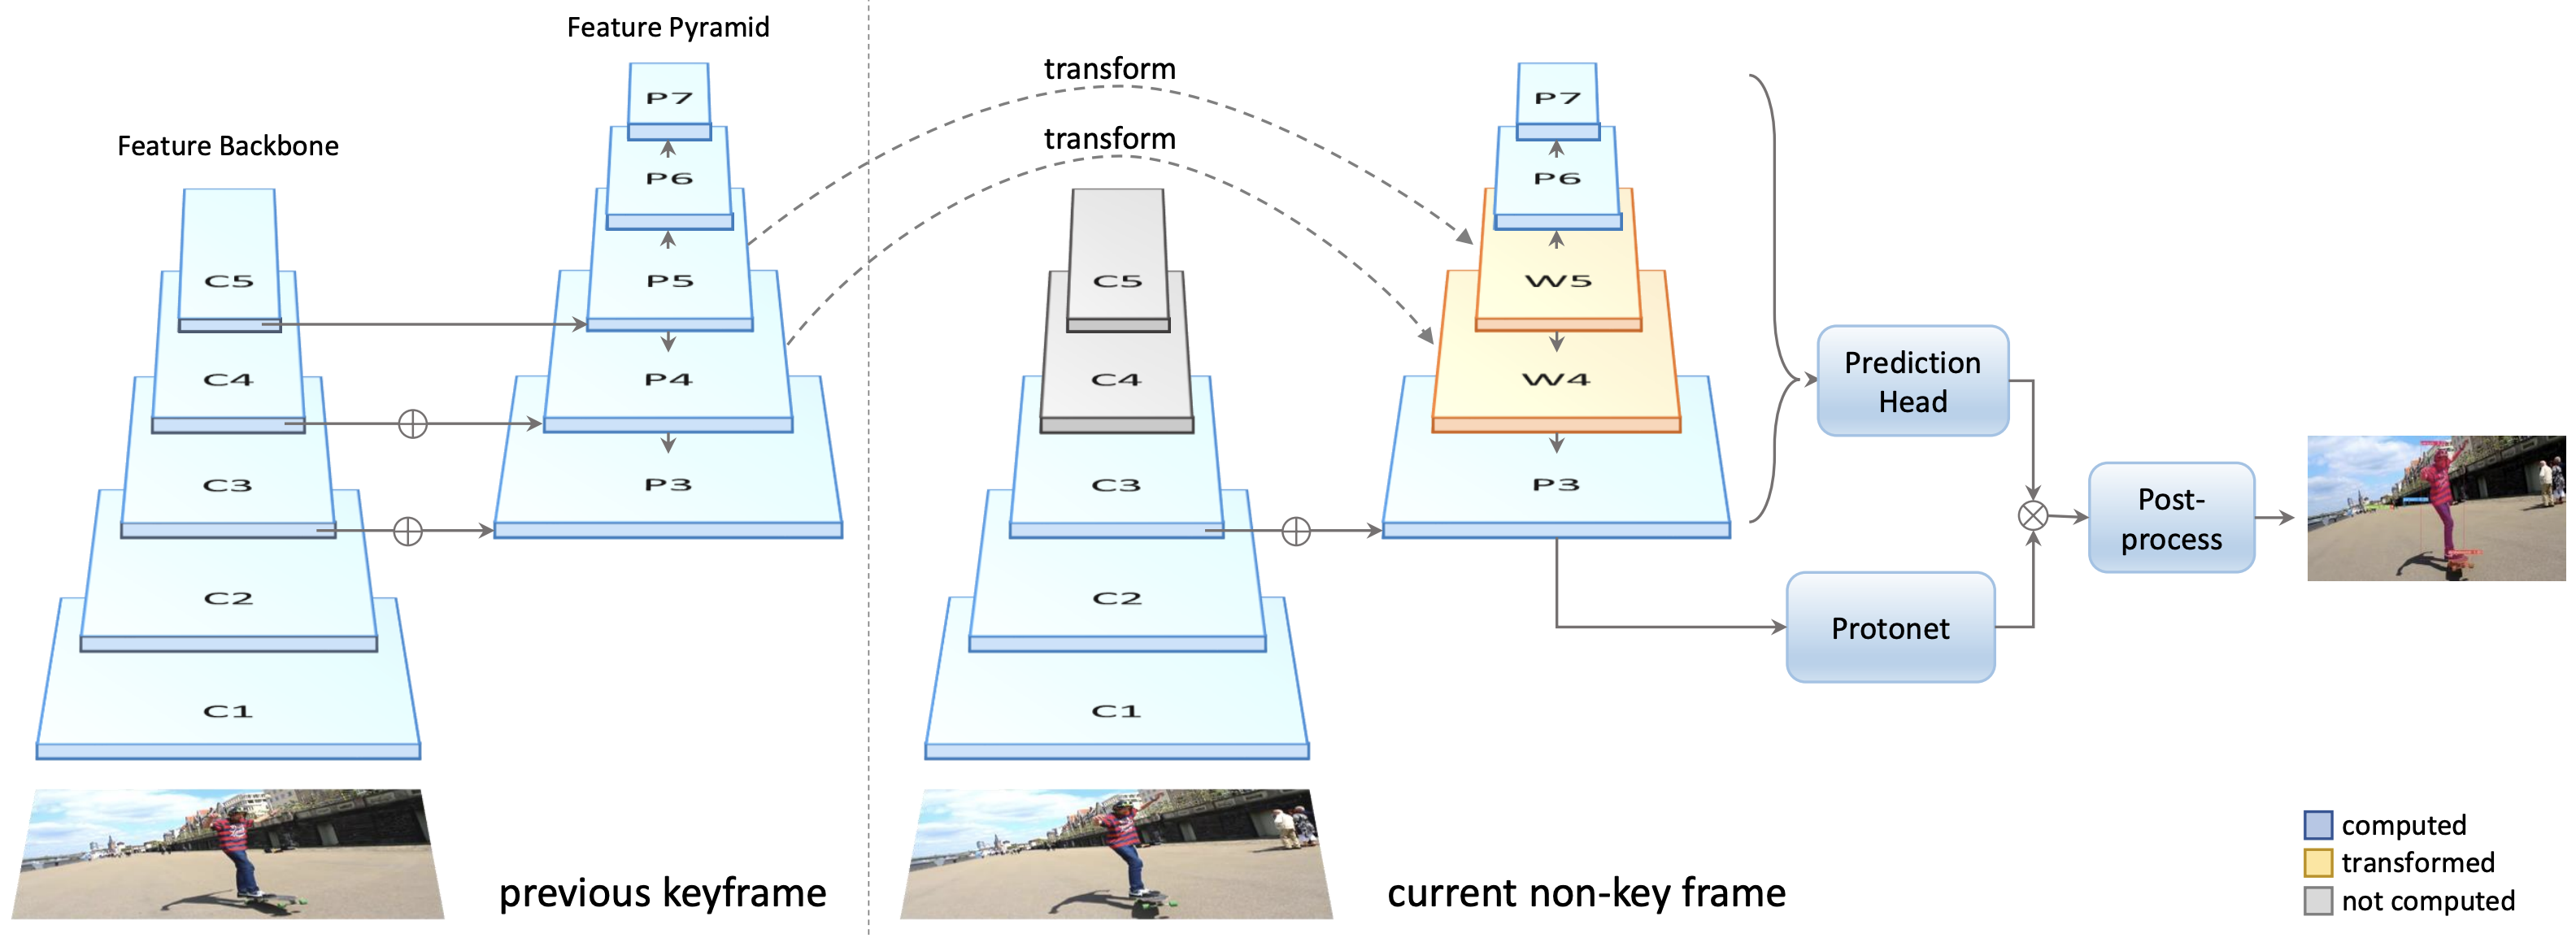 Feature Pyramid
Feature Backbone
P7
P6
P5
P4
P3
C5
C4
C3
C2
C1
previous keyframe
transform
transform
C5
C4
C3
C2
C1
P7
P6
W5
W4
P3
current non-key frame
Prediction
Head
Protonet
Post-
process
computed
transformed
not computed